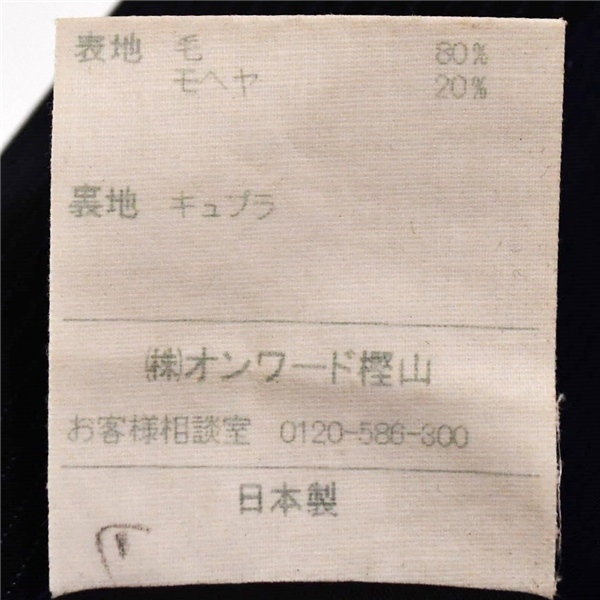 表地 毛 80%
モヘヤ 20%
裏地 キュプラ
㈱オンワード樫山
お客様相談室 0120-586-300
日本製